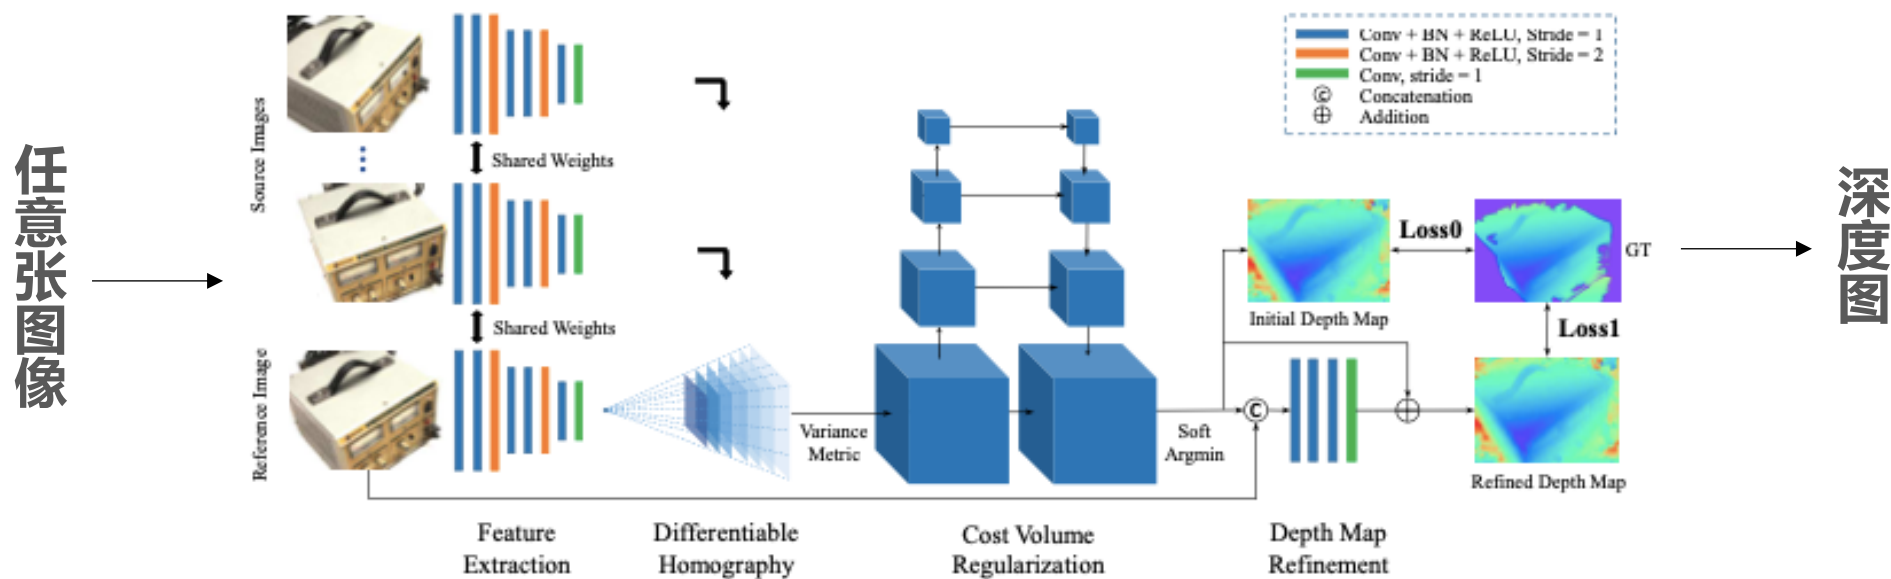 任意张图像
Source Images
Reference Image
Shared Weights
Shared Weights
Variance
Metric
Soft
Argmin
Conv + BN + ReLU, Stride = 1
Conv + BN + ReLU, Stride = 2
Conv, stride = 1
© Concatenation
⊕ Addition
Loss0
GT
Initial Depth Map
Loss1
©
⊕
Refined Depth Map
Feature
Extraction
Differentiable
Homography
Cost Volume
Regularization
Depth Map
Refinement
深度图